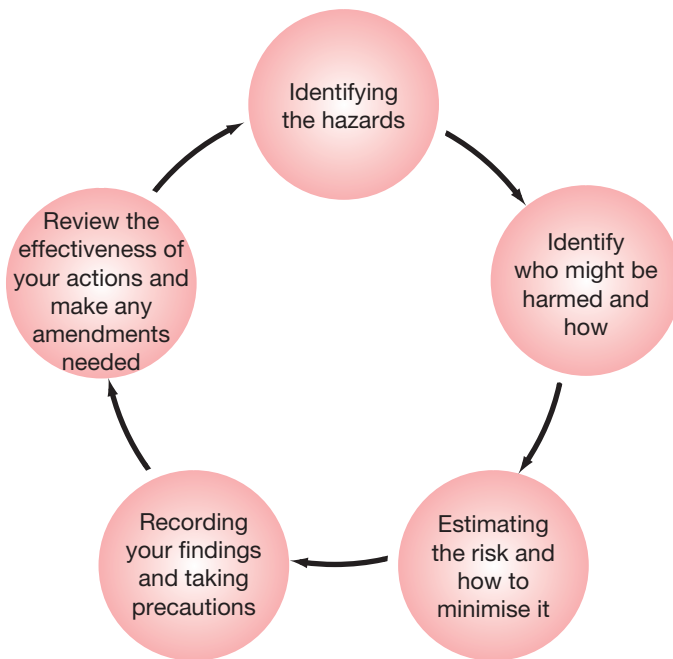 Identifying
the hazards
Identify
who might be
harmed and
how
Estimating
the risk and
how to
minimise it
Recording
your findings
and taking
precautions
Review the
effectiveness of
your actions and
make any
amendments
needed